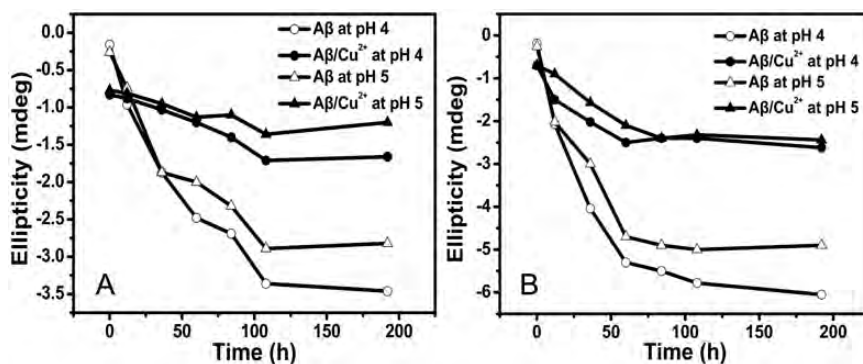 0.0
-0.5
-1.0
-1.5
-2.0
-2.5
-3.0
-3.5
Ellipticity (mdeg)
Aβ at pH 4
Aβ/Cu²⁺ at pH 4
Aβ at pH 5
Aβ/Cu²⁺ at pH 5
A
0 50 100 150 200
Time (h)
0
-1
-2
-3
-4
-5
-6
Ellipticity (mdeg)
Aβ at pH 4
Aβ/Cu²⁺ at pH 4
Aβ at pH 5
Aβ/Cu²⁺ at pH 5
B
0 50 100 150 200
Time (h)